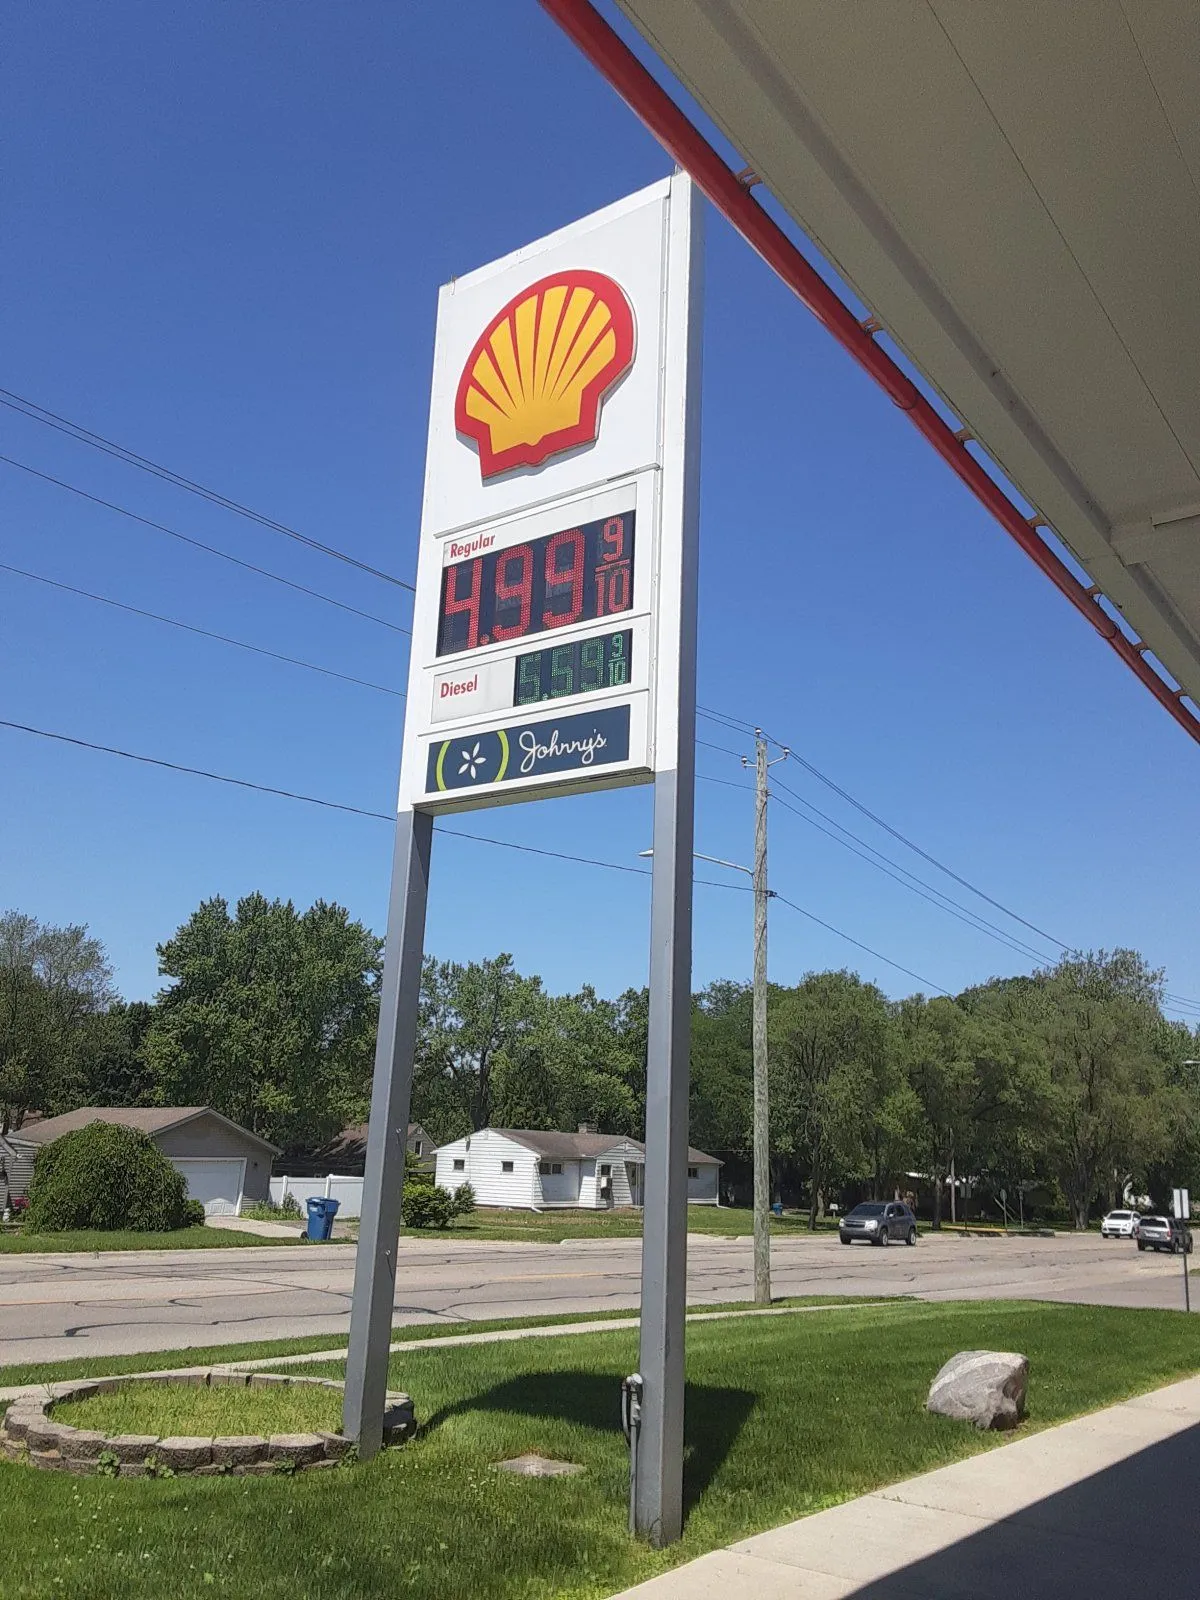 Regular
4.99 9/10
Diesel
5.59 9/10
Johnny's